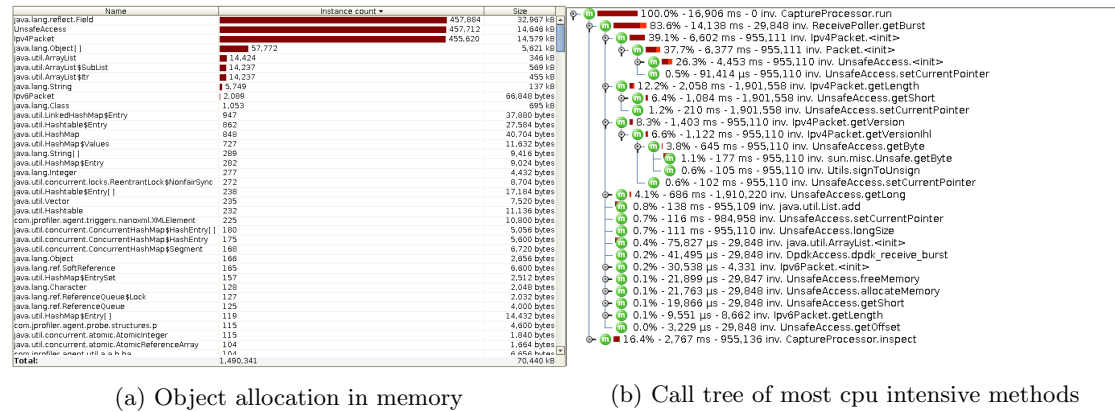 Name Instance count ▼ Size
java.lang.reflect.Field 457,884 32,967 kB
UnsafeAccess 457,712 14,646 kB
Ipv4Packet 455,620 14,579 kB
java.lang.Object[ ] 57,772 5,621 kB
java.util.ArrayList 14,424 346 kB
java.util.ArrayList$SubList 14,237 569 kB
java.util.ArrayList$Itr 14,237 455 kB
java.lang.String 5,749 137 kB
Ipv6Packet 2,089 66,848 bytes
java.lang.Class 1,053 695 kB
java.util.LinkedHashMap$Entry 947 37,880 bytes
java.util.Hashtable$Entry 862 27,584 bytes
java.util.HashMap 848 40,704 bytes
java.util.HashMap$Values 727 11,632 bytes
java.lang.String[ ] 289 9,416 bytes
java.util.HashMap$Entry 282 9,024 bytes
java.lang.Integer 277 4,432 bytes
java.util.concurrent.locks.ReentrantLock$NonfairSync 272 8,704 bytes
java.util.Hashtable$Entry[ ] 238 17,184 bytes
java.util.Vector 235 7,520 bytes
java.util.Hashtable 232 11,136 bytes
com.jprofiler.agent.triggers.nanoxml.XMLElement 225 10,800 bytes
java.util.concurrent.ConcurrentHashMap$HashEntry[ ] 180 5,056 bytes
java.util.concurrent.ConcurrentHashMap$HashEntry 175 5,600 bytes
java.util.concurrent.ConcurrentHashMap$Segment 168 6,720 bytes
java.lang.Object 166 2,656 bytes
java.lang.ref.SoftReference 165 6,600 bytes
java.util.HashMap$EntrySet 157 2,512 bytes
java.lang.Character 128 2,048 bytes
java.lang.ref.ReferenceQueue$Lock 127 2,032 bytes
java.lang.ref.ReferenceQueue 125 4,000 bytes
java.util.HashMap$Entry[ ] 119 14,432 bytes
com.jprofiler.agent.probe.structures.p 115 4,600 bytes
java.util.concurrent.atomic.AtomicInteger 115 1,840 bytes
java.util.concurrent.atomic.AtomicReferenceArray 104 1,664 bytes
com.jprofiler.agent.util.a.a.b.ba 104 6,656 bytes
Total: 1,490,341 70,440 kB
(a) Object allocation in memory
100.0% - 16,906 ms - 0 inv. CaptureProcessor.run
83.6% - 14,138 ms - 29,848 inv. ReceivePoller.getBurst
39.1% - 6,602 ms - 955,111 inv. Ipv4Packet.<init>
37.7% - 6,377 ms - 955,111 inv. Packet.<init>
26.3% - 4,453 ms - 955,110 inv. UnsafeAccess.<init>
0.5% - 91,414 µs - 955,110 inv. UnsafeAccess.setCurrentPointer
12.2% - 2,058 ms - 1,901,558 inv. Ipv4Packet.getLength
6.4% - 1,084 ms - 1,901,558 inv. UnsafeAccess.getShort
1.2% - 210 ms - 1,901,558 inv. UnsafeAccess.setCurrentPointer
8.3% - 1,403 ms - 955,110 inv. Ipv4Packet.getVersion
6.6% - 1,122 ms - 955,110 inv. Ipv4Packet.getVersionIhl
3.8% - 645 ms - 955,110 inv. UnsafeAccess.getByte
1.1% - 177 ms - 955,110 inv. sun.misc.Unsafe.getByte
0.6% - 105 ms - 955,110 inv. Utils.signToUnsign
0.6% - 102 ms - 955,110 inv. UnsafeAccess.setCurrentPointer
4.1% - 686 ms - 1,910,220 inv. UnsafeAccess.getLong
0.8% - 138 ms - 955,109 inv. java.util.List.add
0.7% - 116 ms - 984,958 inv. UnsafeAccess.setCurrentPointer
0.7% - 111 ms - 955,110 inv. UnsafeAccess.longSize
0.4% - 75,827 µs - 29,848 inv. java.util.ArrayList.<init>
0.2% - 41,495 µs - 29,848 inv. DpdkAccess.dpdk_receive_burst
0.2% - 30,538 µs - 4,331 inv. Ipv6Packet.<init>
0.1% - 21,899 µs - 29,847 inv. UnsafeAccess.freeMemory
0.1% - 21,763 µs - 29,848 inv. UnsafeAccess.allocateMemory
0.1% - 19,866 µs - 29,848 inv. UnsafeAccess.getShort
0.1% - 9,551 µs - 8,662 inv. Ipv6Packet.getLength
0.0% - 3,229 µs - 29,848 inv. UnsafeAccess.getOffset
16.4% - 2,767 ms - 955,136 inv. CaptureProcessor.inspect
(b) Call tree of most cpu intensive methods